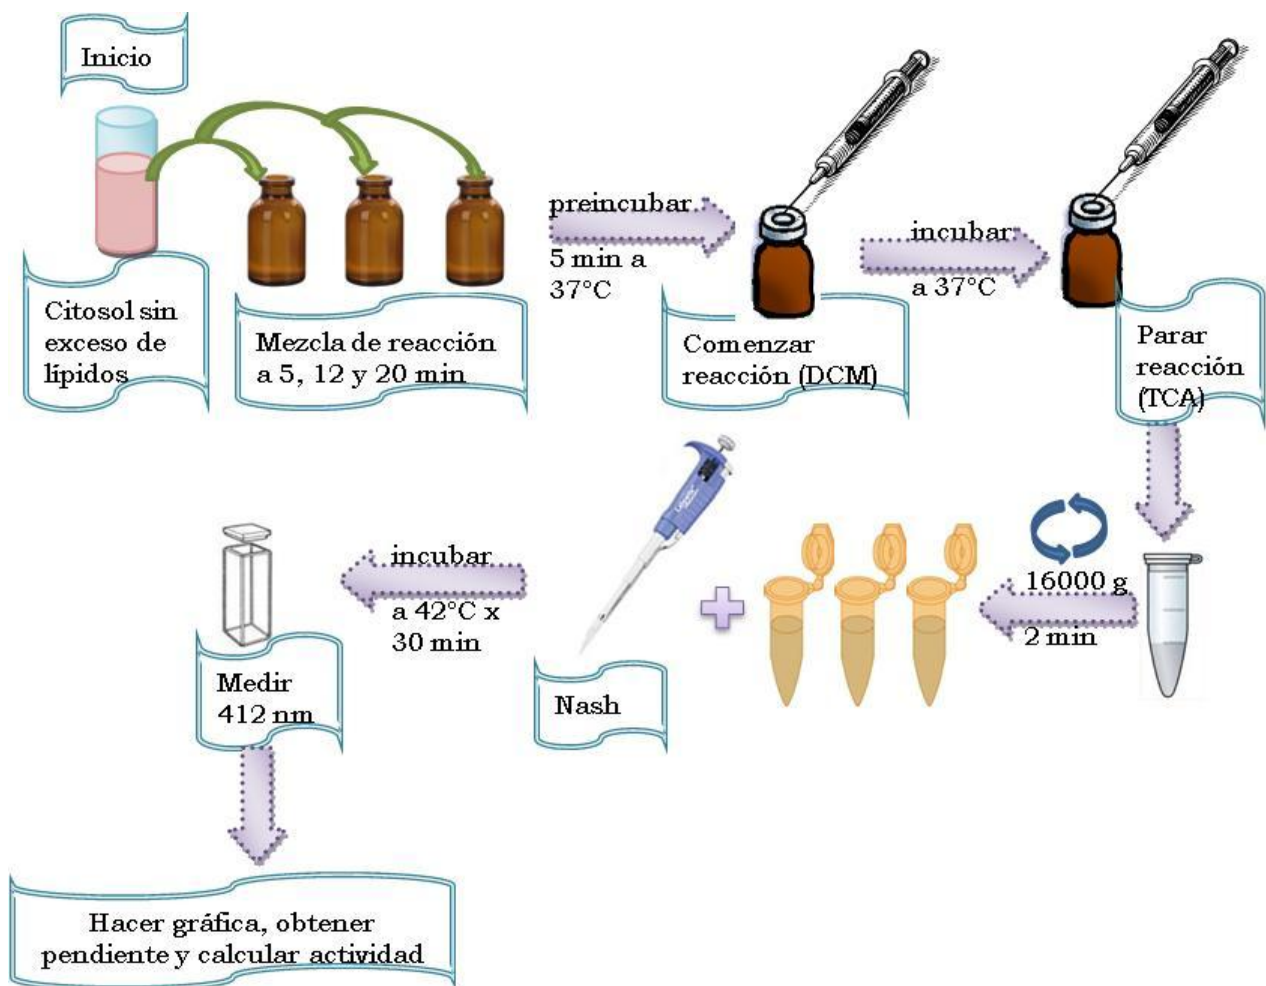 Inicio
Citosol sin
exceso de
lípidos
Mezcla de reacción
a 5, 12 y 20 min
preincubar
5 min a
37°C
Comenzar
reacción (DCM)
incubar
a 37°C
Parar
reacción
(TCA)
16000 g
2 min
Nash
incubar
a 42°C x
30 min
Medir
412 nm
Hacer gráfica, obtener
pendiente y calcular actividad